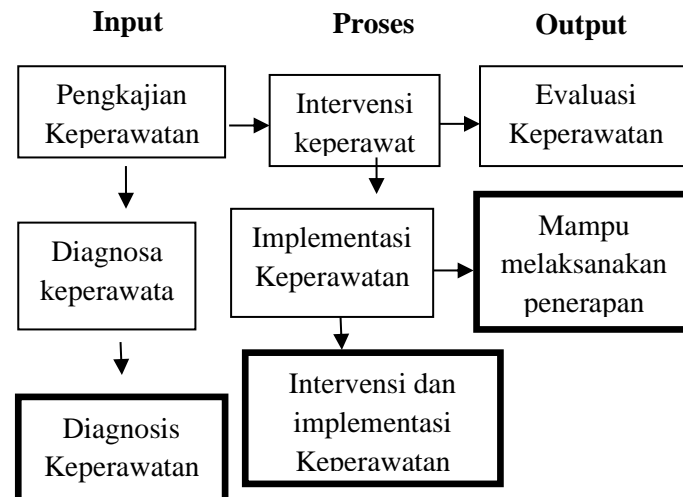 Input
Proses
Output
Pengkajian
Keperawatan
Intervensi
keperawat
Evaluasi
Keperawatan
Diagnosa
keperawata
Implementasi
Keperawatan
Mampu
melaksanakan
penerapan
Diagnosis
Keperawatan
Intervensi dan
implementasi
Keperawatan